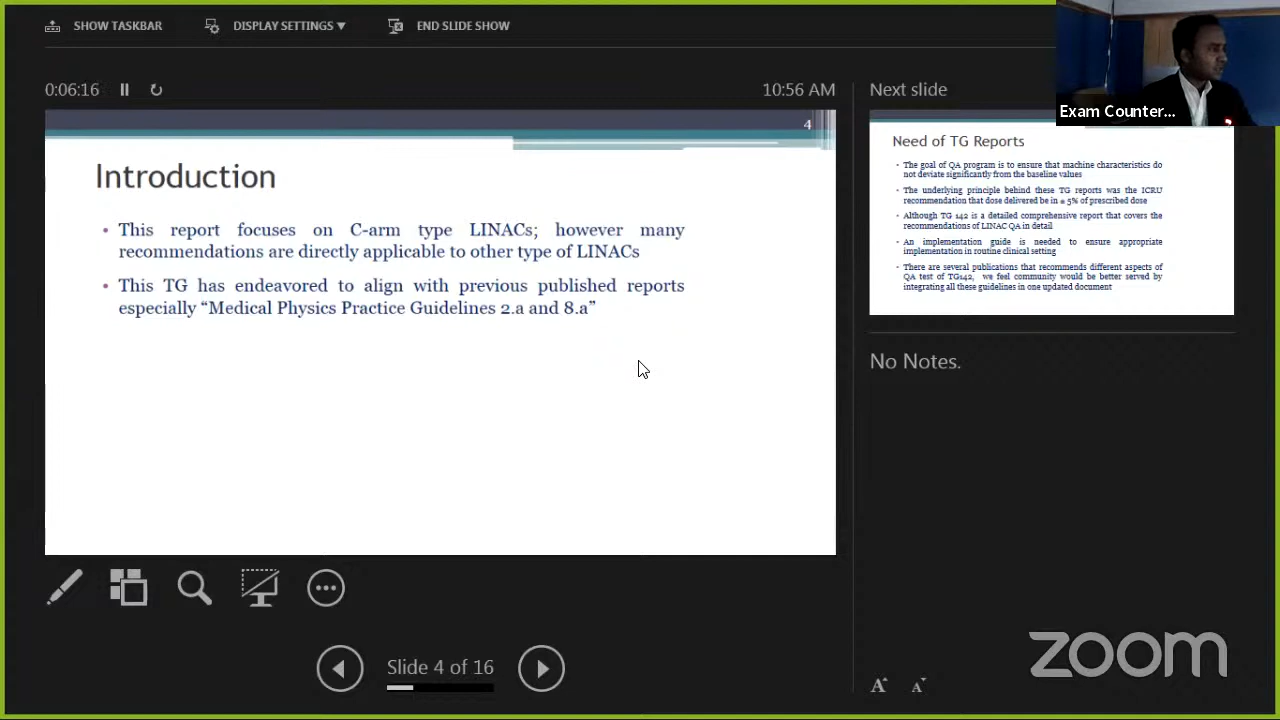 SHOW TASKBAR
DISPLAY SETTINGS ▼
END SLIDE SHOW
0:06:16
10:56 AM
4
Introduction
• This report focuses on C-arm type LINACs; however many
recommendations are directly applicable to other type of LINACs
• This TG has endeavored to align with previous published reports
especially “Medical Physics Practice Guidelines 2.a and 8.a”
Slide 4 of 16
Next slide
Exam Counter...
Need of TG Reports
• The goal of QA program is to ensure that machine characteristics do
not deviate significantly from the baseline values
• The underlying principle behind these TG reports was the ICRU
recommendation that dose delivered be in ± 5% of prescribed dose
• Although TG 142 is a detailed comprehensive report that covers the
recommendations of LINAC QA in detail
• An implementation guide is needed to ensure appropriate
implementation in routine clinical setting
• There are several publications that recommends different aspects of
QA test of TG142, we feel community would be better served by
integrating all these guidelines in one updated document
No Notes.
zoom
A A